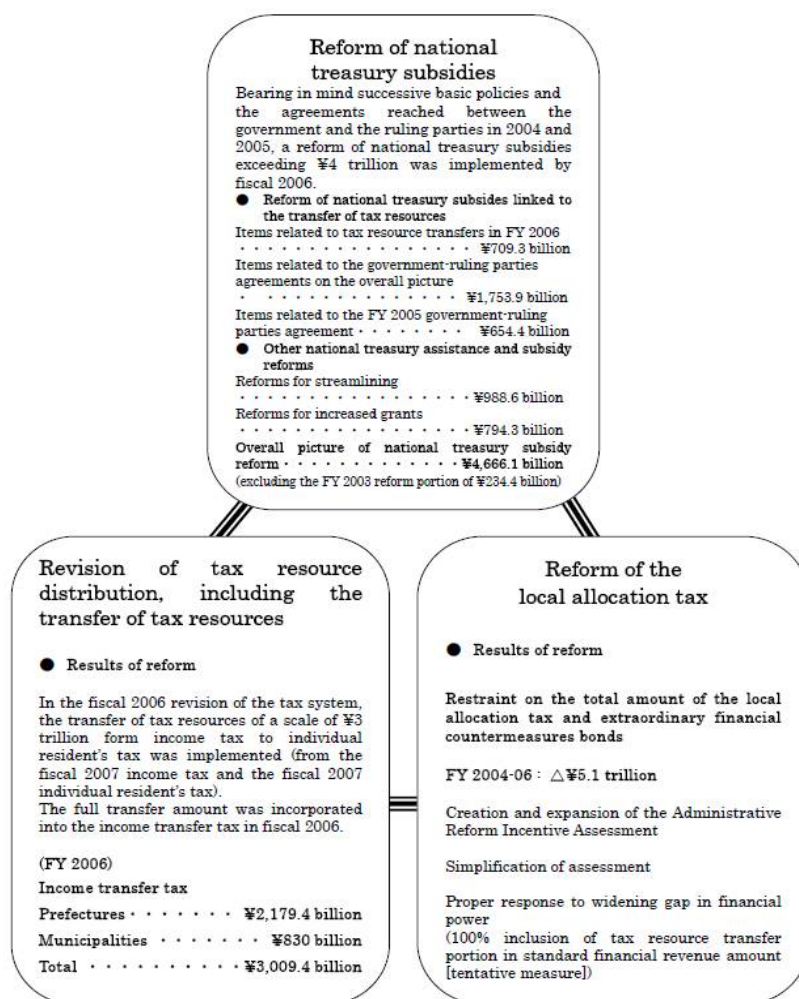 Reform of national
treasury subsidies
Bearing in mind successive basic policies and
the agreements reached between the
government and the ruling parties in 2004 and
2005, a reform of national treasury subsidies
exceeding ¥4 trillion was implemented by
fiscal 2006.
● Reform of national treasury subsides linked to
the transfer of tax resources
Items related to tax resource transfers in FY 2006
・・・・・・・・・・・・・・・・・・ ¥709.3 billion
Items related to the government-ruling parties
agreements on the overall picture
・ ・・・・・・・・・・・・・・・ ¥1,753.9 billion
Items related to the FY 2005 government-ruling
parties agreement・・・・・・・・ ¥654.4 billion
● Other national treasury assistance and subsidy
reforms
Reforms for streamlining
・・・・・・・・・・・・・・・・・・¥988.6 billion
Reforms for increased grants
・・・・・・・・・・・・・・・・・・¥794.3 billion
Overall picture of national treasury subsidy
reform・・・・・・・・・・・・・・¥4,666.1 billion
(excluding the FY 2003 reform portion of ¥234.4 billion)
Revision of tax resource
distribution, including the
transfer of tax resources
● Results of reform
In the fiscal 2006 revision of the tax system,
the transfer of tax resources of a scale of ¥3
trillion form income tax to individual
resident's tax was implemented (from the
fiscal 2007 income tax and the fiscal 2007
individual resident's tax).
The full transfer amount was incorporated
into the income transfer tax in fiscal 2006.
(FY 2006)
Income transfer tax
Prefectures・・・・・・・ ¥2,179.4 billion
Municipalities ・・・・・・・ ¥830 billion
Total ・・・・・・・・・・¥3,009.4 billion
Reform of the
local allocation tax
● Results of reform
Restraint on the total amount of the local
allocation tax and extraordinary financial
countermeasures bonds
FY 2004-06 : △¥5.1 trillion
Creation and expansion of the Administrative
Reform Incentive Assessment
Simplification of assessment
Proper response to widening gap in financial
power
(100% inclusion of tax resource transfer
portion in standard financial revenue amount
[tentative measure])